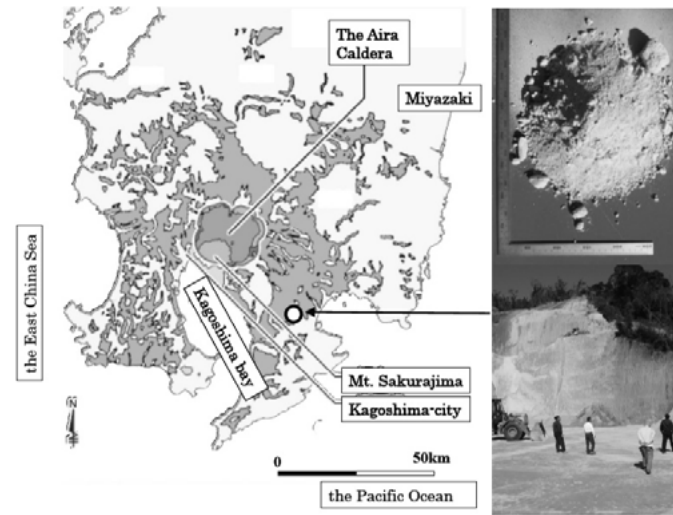 The Aira
Caldera
Miyazaki
the East China Sea
Kagoshima bay
Mt. Sakurajima
Kagoshima-city
N
0
50km
the Pacific Ocean